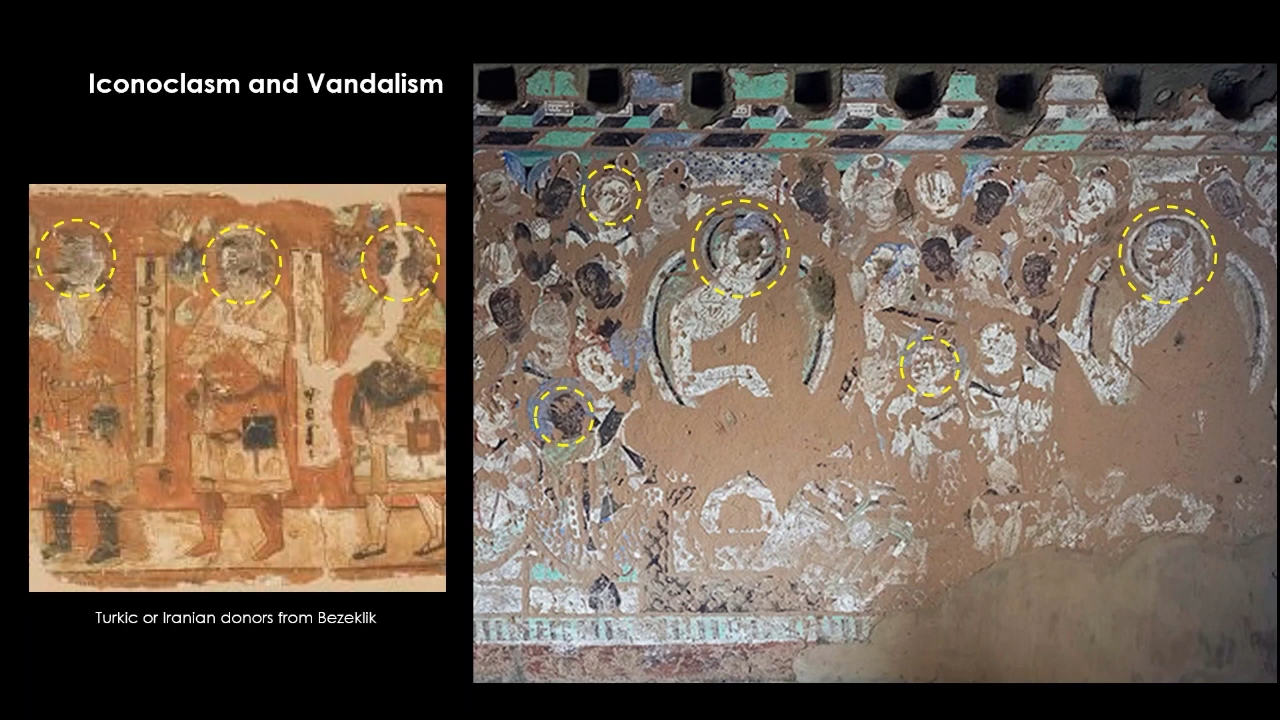 Iconoclasm and Vandalism
Turkic or Iranian donors from Bezeklik